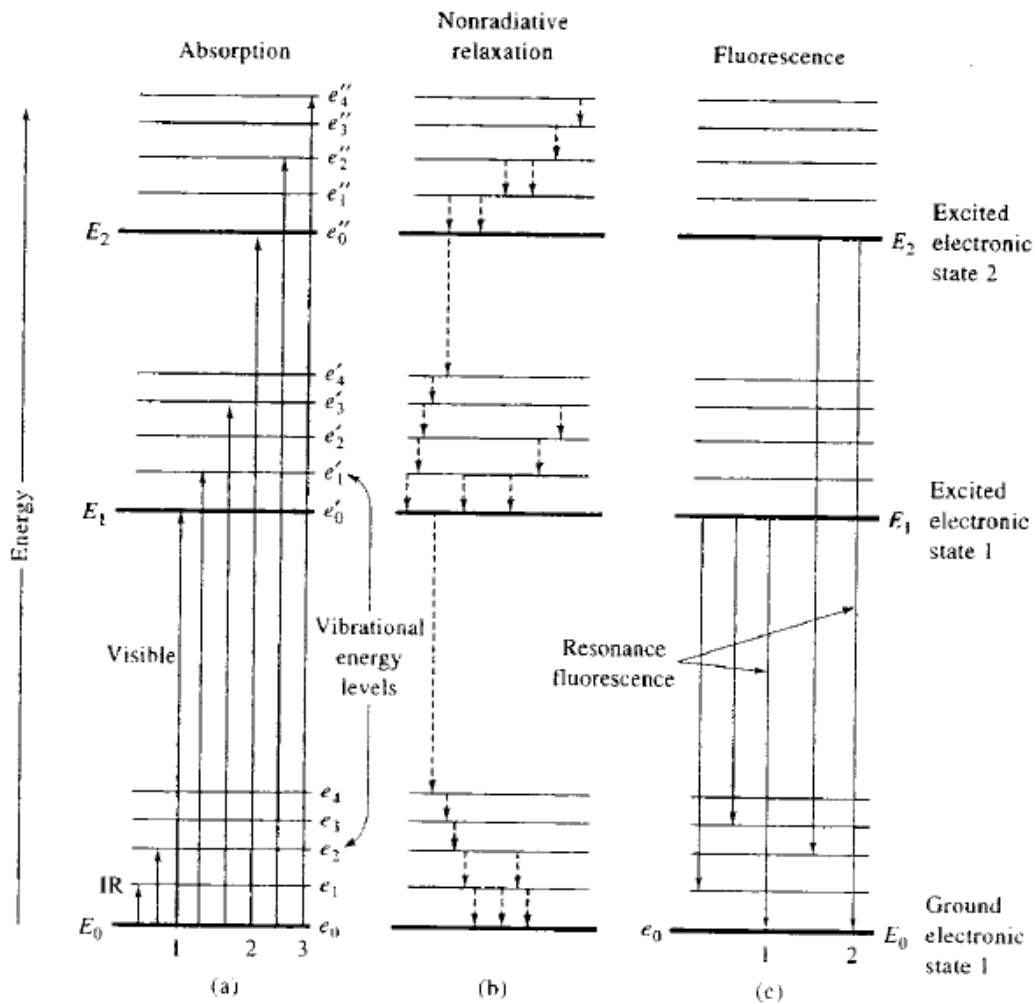 Absorption
Nonradiative
relaxation
Fluorescence
Energy
e₄″
e₃″
e₂″
e₁″
E₂ e₀″
e₄′
e₃′
e₂′
e₁′
E₁ e₀′
Visible
Vibrational
energy
levels
e₄
e₃
e₂
IR e₁
E₀ e₀
1 2 3
(a)
(b)
E₂
Excited
electronic
state 2
E₁
Excited
electronic
state 1
Resonance
fluorescence
e₀ E₀
Ground
electronic
state 1
1 2
(c)